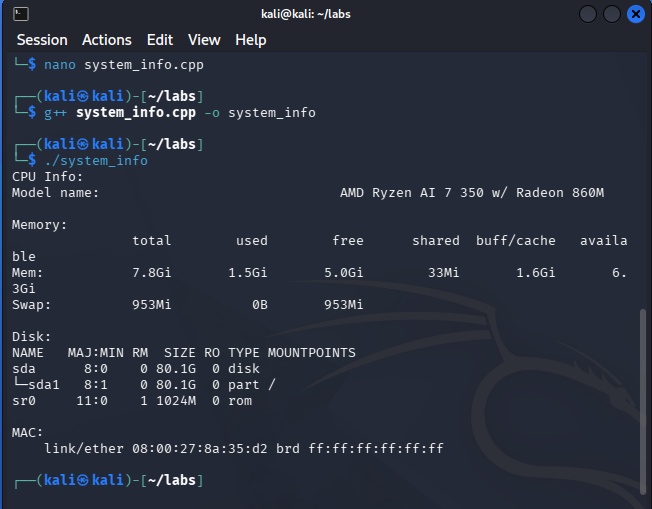 kali@kali: ~/labs
Session Actions Edit View Help
└─$ nano system_info.cpp
┌──(kali㉿kali)-[~/labs]
└─$ g++ system_info.cpp -o system_info
┌──(kali㉿kali)-[~/labs]
└─$ ./system_info
CPU Info:
Model name:                              AMD Ryzen AI 7 350 w/ Radeon 860M
Memory:
               total        used        free      shared  buff/cache   availa
ble
Mem:           7.8Gi       1.5Gi       5.0Gi        33Mi       1.6Gi       6.
3Gi
Swap:          953Mi          0B       953Mi
Disk:
NAME   MAJ:MIN RM  SIZE RO TYPE MOUNTPOINTS
sda      8:0    0 80.1G  0 disk
└─sda1   8:1    0 80.1G  0 part /
sr0     11:0    1 1024M  0 rom
MAC:
    link/ether 08:00:27:8a:35:d2 brd ff:ff:ff:ff:ff:ff
┌──(kali㉿kali)-[~/labs]